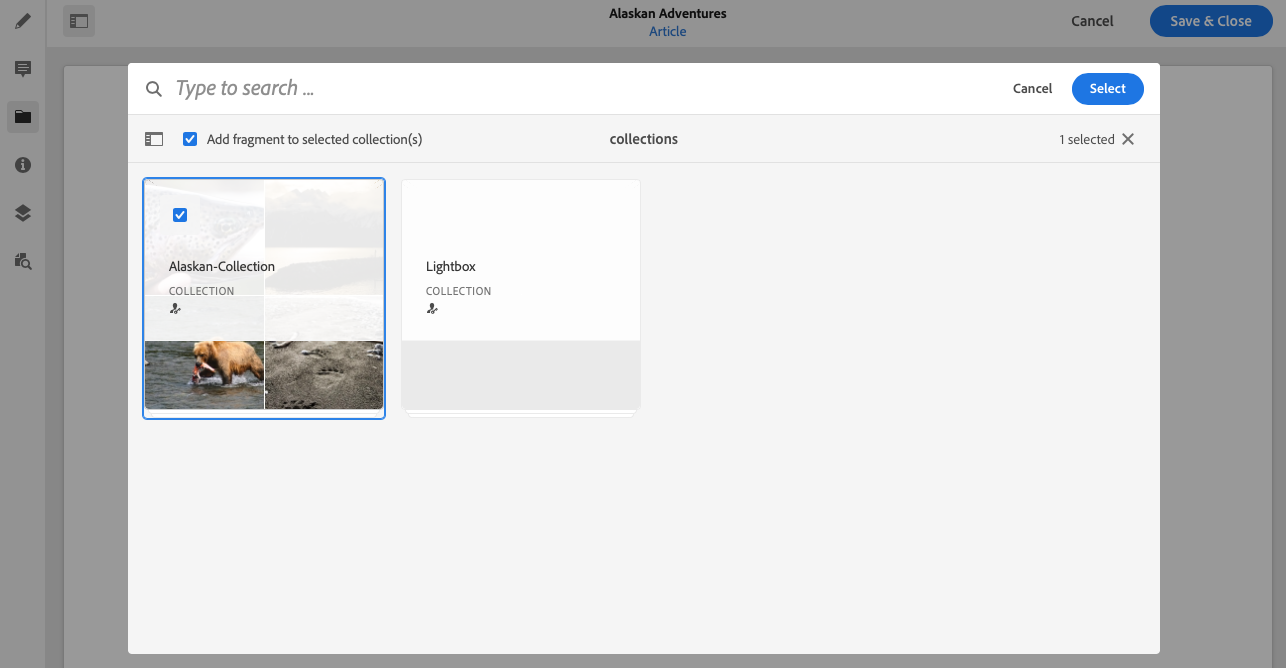 Alaskan Adventures
Article
Cancel
Save & Close
Type to search ...
Cancel
Select
Add fragment to selected collection(s)
collections
1 selected
Alaskan-Collection
COLLECTION
Lightbox
COLLECTION